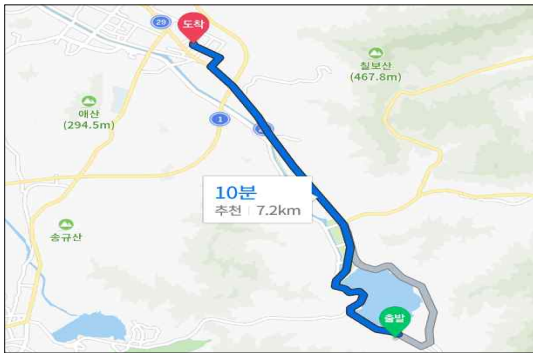 29
도착
칠보산
(467.8m)
애산
(294.5m)
1
10분
추천 7.2km
송규산
출발